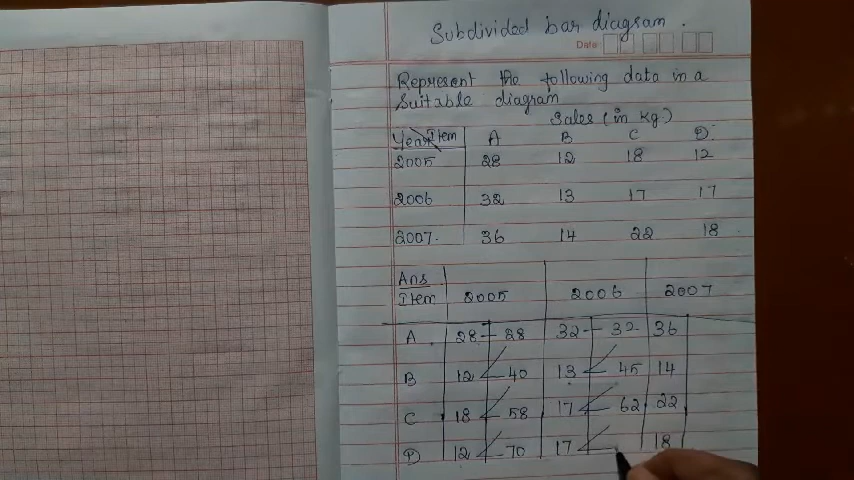 Subdivided bar diagram.
Date
Represent the following data in a
Suitable diagram
Sales (in Kg.)
Year Item A B C D
2005 28 12 18 12
2006 32 13 17 17
2007. 36 14 22 18
Ans
Item 2005 2006 2007
A 28 28 32 32 36
B 12 40 13 45 14
C 18 58 17 62 22
D 12 70 17 18